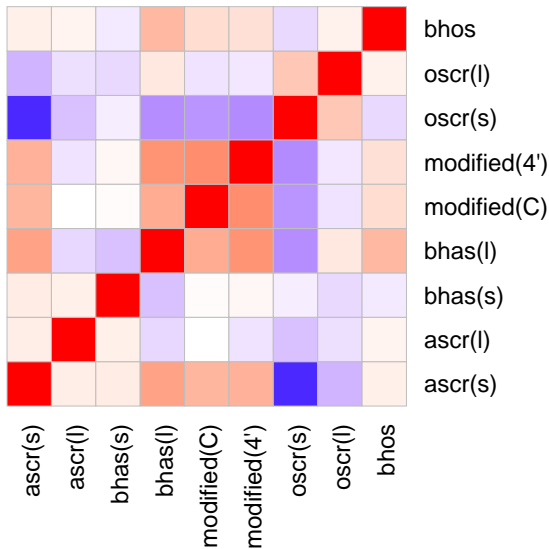 bhos
oscr(l)
oscr(s)
modified(4')
modified(C)
bhas(l)
bhas(s)
ascr(l)
ascr(s)
ascr(s)
ascr(l)
bhas(s)
bhas(l)
modified(C)
modified(4')
oscr(s)
oscr(l)
bhos